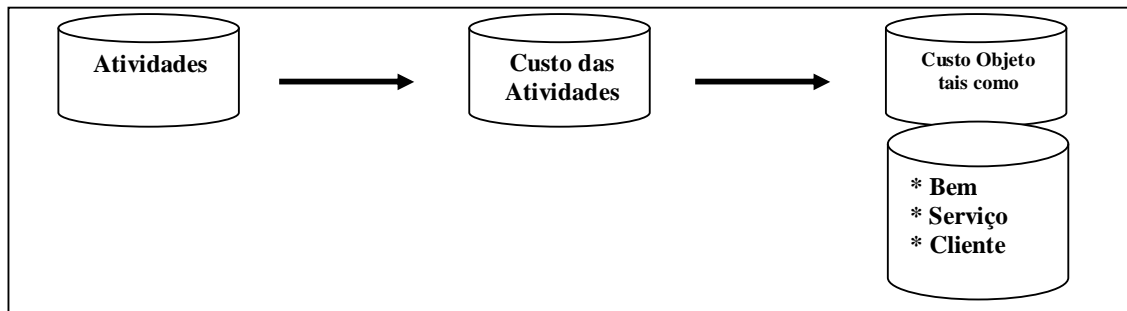 Atividades
Custo das
Atividades
Custo Objeto
tais como
* Bem
* Serviço
* Cliente